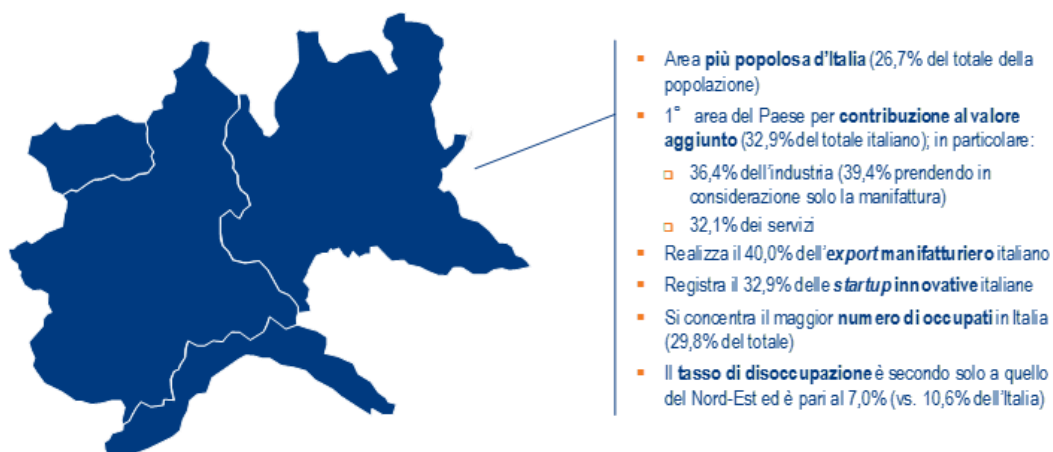 ▪ Area più popolosa d'Italia (26,7% del totale della
popolazione)
▪ 1° area del Paese per contribuzione al valore
aggiunto (32,9% del totale italiano); in particolare:
▫ 36,4% dell'industria (39,4% prendendo in
considerazione solo la manifattura)
▫ 32,1% dei servizi
▪ Realizza il 40,0% dell'export manifatturiero italiano
▪ Registra il 32,9% delle startup innovative italiane
▪ Si concentra il maggior numero di occupati in Italia
(29,8% del totale)
▪ Il tasso di disoccupazione è secondo solo a quello
del Nord-Est ed è pari al 7,0% (vs. 10,6% dell'Italia)